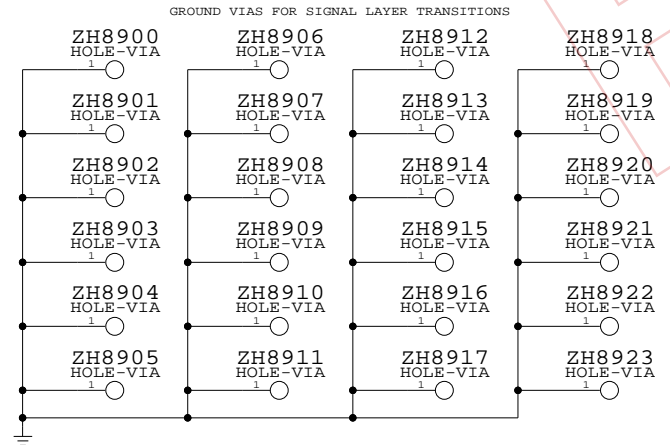 GROUND VIAS FOR SIGNAL LAYER TRANSITIONS
ZH8900
HOLE-VIA
1
ZH8901
HOLE-VIA
1
ZH8902
HOLE-VIA
1
ZH8903
HOLE-VIA
1
ZH8904
HOLE-VIA
1
ZH8905
HOLE-VIA
1
ZH8906
HOLE-VIA
1
ZH8907
HOLE-VIA
1
ZH8908
HOLE-VIA
1
ZH8909
HOLE-VIA
1
ZH8910
HOLE-VIA
1
ZH8911
HOLE-VIA
1
ZH8912
HOLE-VIA
1
ZH8913
HOLE-VIA
1
ZH8914
HOLE-VIA
1
ZH8915
HOLE-VIA
1
ZH8916
HOLE-VIA
1
ZH8917
HOLE-VIA
1
ZH8918
HOLE-VIA
1
ZH8919
HOLE-VIA
1
ZH8920
HOLE-VIA
1
ZH8921
HOLE-VIA
1
ZH8922
HOLE-VIA
1
ZH8923
HOLE-VIA
1